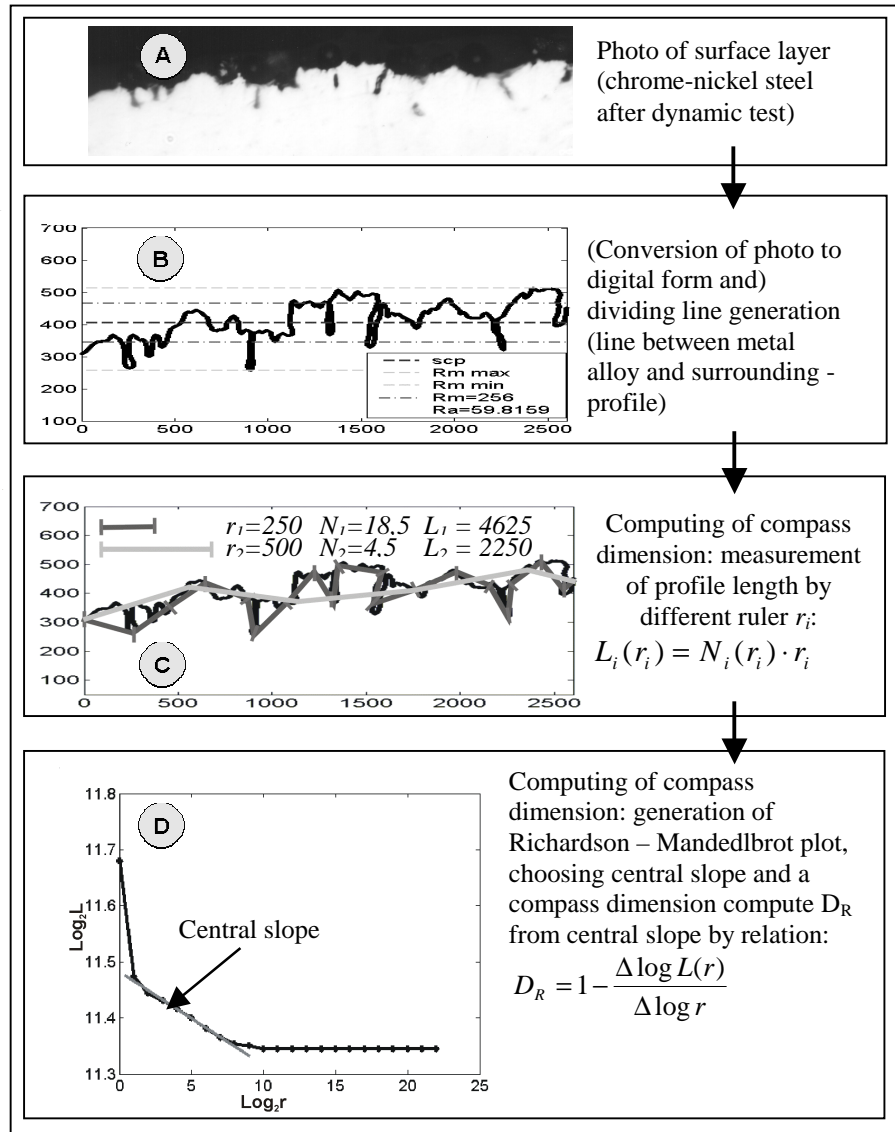 A
Photo of surface layer
(chrome-nickel steel
after dynamic test)
B
700
600
500
400
300
200
100
0 500 1000 1500 2000 2500
scp
Rm max
Rm min
Rm=256
Ra=59.8159
(Conversion of photo to
digital form and)
dividing line generation
(line between metal
alloy and surrounding -
profile)
C
700
600
500
400
300
200
100
0 500 1000 1500 2000 2500
r₁=250 N₁=18,5 L₁ = 4625
r₂=500 N₂=4,5 L₂ = 2250
Computing of compass
dimension: measurement
of profile length by
different ruler rᵢ:
Lᵢ(rᵢ) = Nᵢ(rᵢ) · rᵢ
D
11.8
11.7
11.6
11.5
11.4
11.3
0 5 10 15 20 25
Log₂L
Log₂r
Central slope
Computing of compass
dimension: generation of
Richardson – Mandedlbrot plot,
choosing central slope and a
compass dimension compute D_R
from central slope by relation:
D_R = 1 − Δ log L(r) / Δ log r